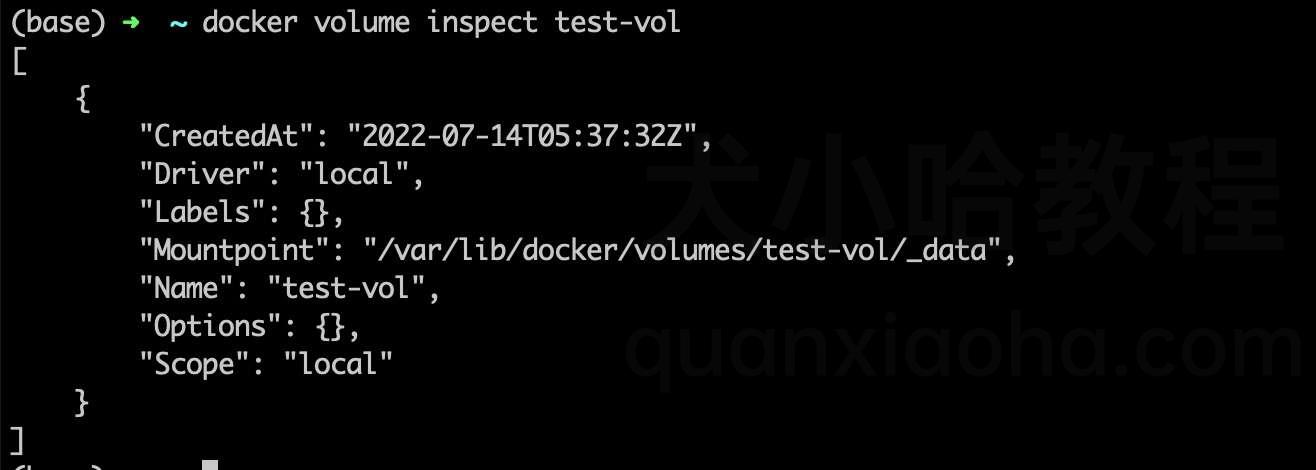 (base) ➜  ~ docker volume inspect test-vol
[
    {
        "CreatedAt": "2022-07-14T05:37:32Z",
        "Driver": "local",
        "Labels": {},
        "Mountpoint": "/var/lib/docker/volumes/test-vol/_data",
        "Name": "test-vol",
        "Options": {},
        "Scope": "local"
    }
]
(base)
犬小哈教程
quanxiaoha.com